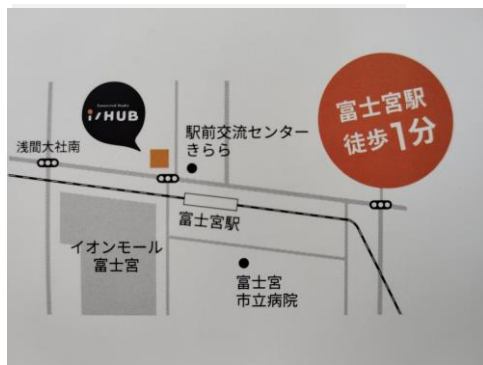 i/HUB
富士宮駅
徒歩1分
駅前交流センター
きらら
浅間大社南
富士宮駅
イオンモール
富士宮
富士宮
市立病院